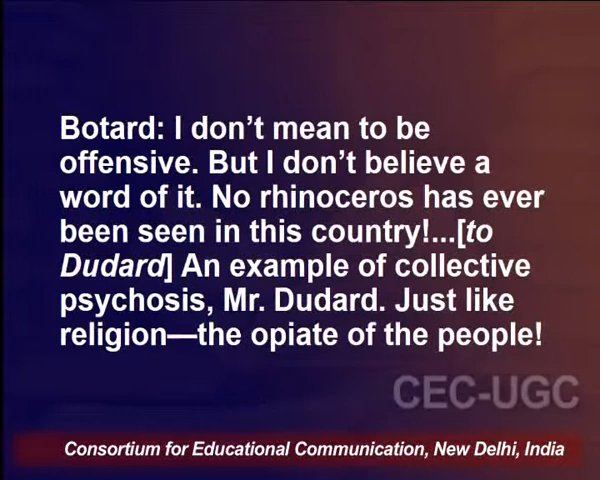 Botard: I don't mean to be
offensive. But I don't believe a
word of it. No rhinoceros has ever
been seen in this country!...[to
Dudard] An example of collective
psychosis, Mr. Dudard. Just like
religion—the opiate of the people!
CEC-UGC
Consortium for Educational Communication, New Delhi, India